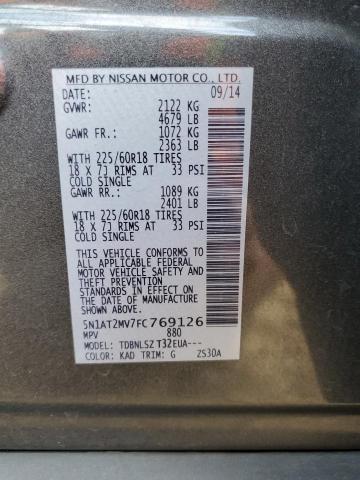 MFD BY NISSAN MOTOR CO., LTD.
DATE: 09/14
GVWR: 2122 KG
4679 LB
GAWR FR: 1072 KG
2363 LB
WITH 225/60R18 TIRES
18 X 7J RIMS AT 33 PSI
COLD SINGLE
GAWR RR: 1089 KG
2401 LB
WITH 225/60R18 TIRES
18 X 7J RIMS AT 33 PSI
COLD SINGLE
THIS VEHICLE CONFORMS TO
ALL APPLICABLE FEDERAL
MOTOR VEHICLE SAFETY AND
THEFT PREVENTION
STANDARDS IN EFFECT ON
THE DATE OF MANUFACTURE
SHOWN ABOVE.
5N1AT2MV7FC769126
MPV 880
MODEL: TDBNLSZ T32EUA---
COLOR: KAD TRIM: G ZS30A